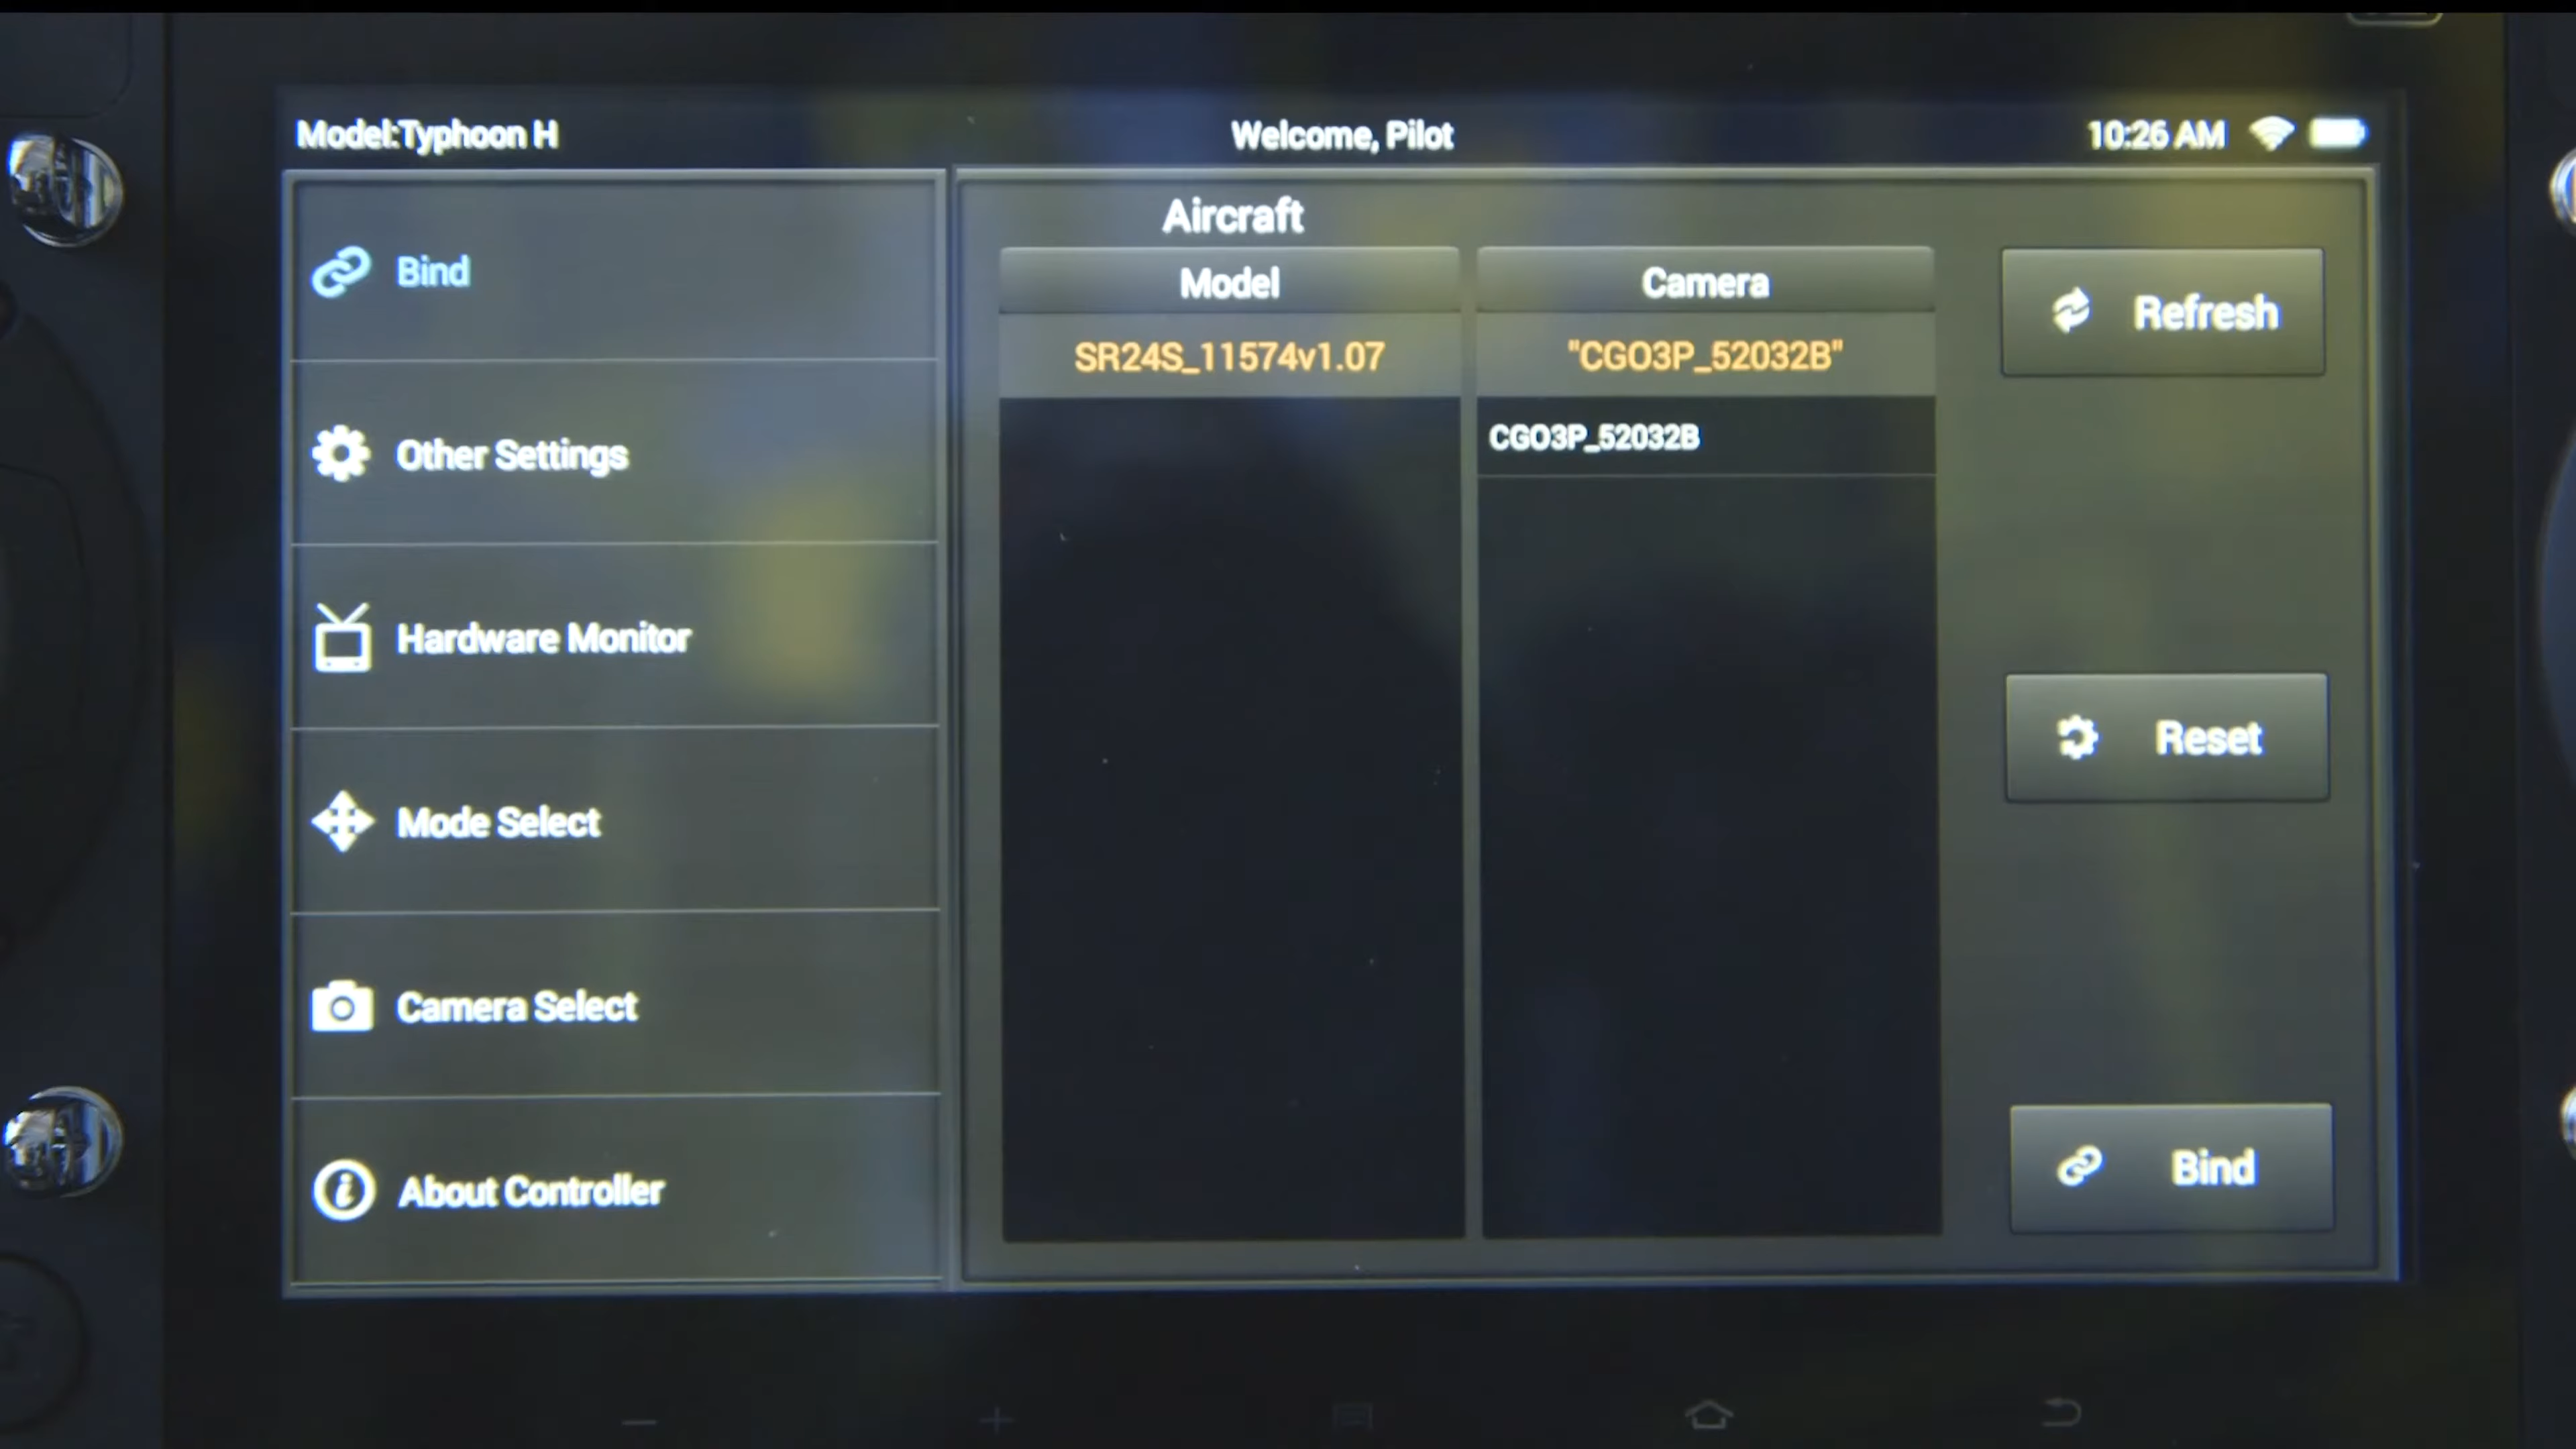 Model:Typhoon H
Welcome, Pilot
10:26 AM
Bind
Other Settings
Hardware Monitor
Mode Select
Camera Select
About Controller
Aircraft
Model
Camera
SR24S_11574v1.07
"CGO3P_52032B"
CGO3P_52032B
Refresh
Reset
Bind